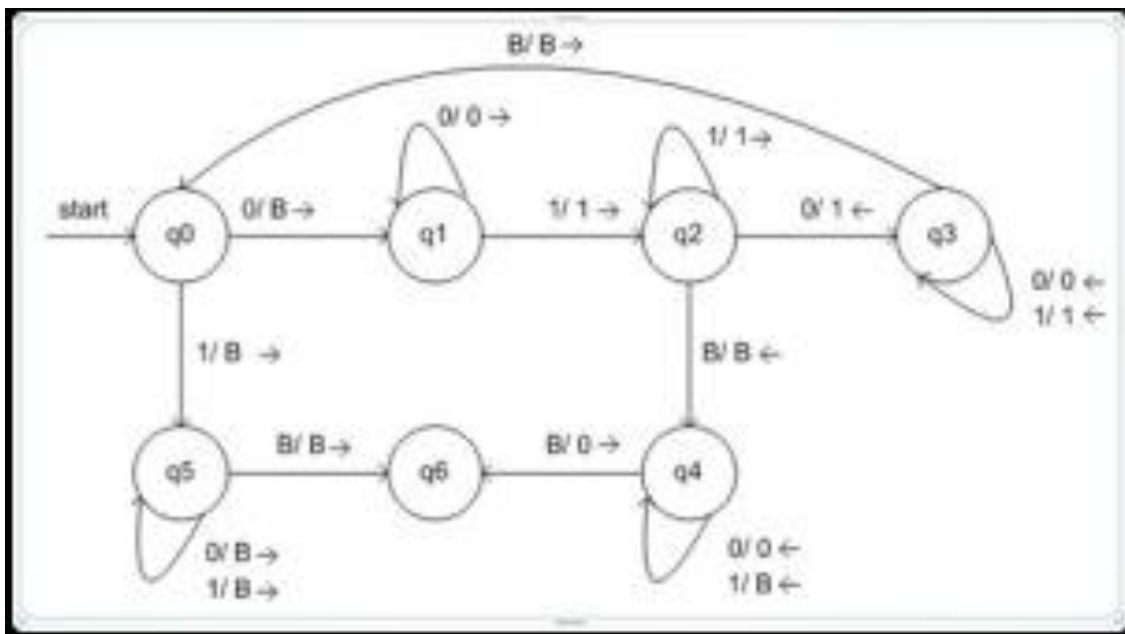 B/ B →
0/ 0 →
1/ 1→
start
q0
0/ B →
q1
1/ 1 →
q2
0/ 1 ←
q3
0/ 0 ←
1/ 1 ←
1/ B →
B/ B ←
q5
B/ B →
q6
B/ 0 →
q4
0/ B →
1/ B →
0/ 0 ←
1/ B ←